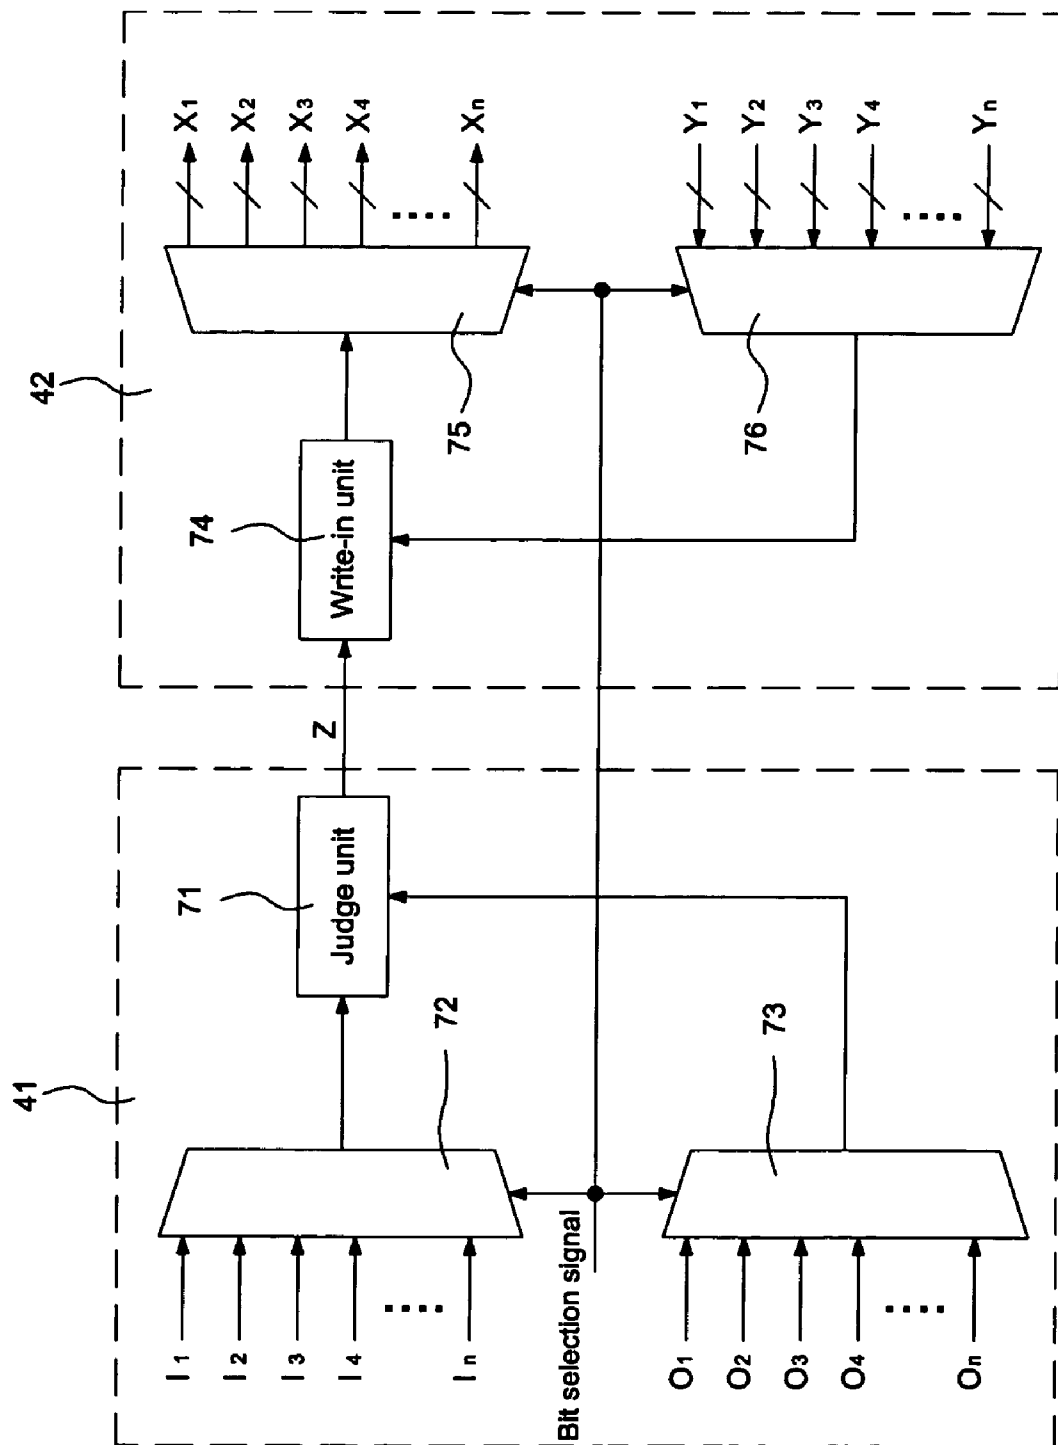 41
42
I1
I2
I3
I4
In
72
71
Judge unit
Z
74
Write-in unit
75
X1
X2
X3
X4
Xn
Bit selection signal
O1
O2
O3
O4
On
73
76
Y1
Y2
Y3
Y4
Yn